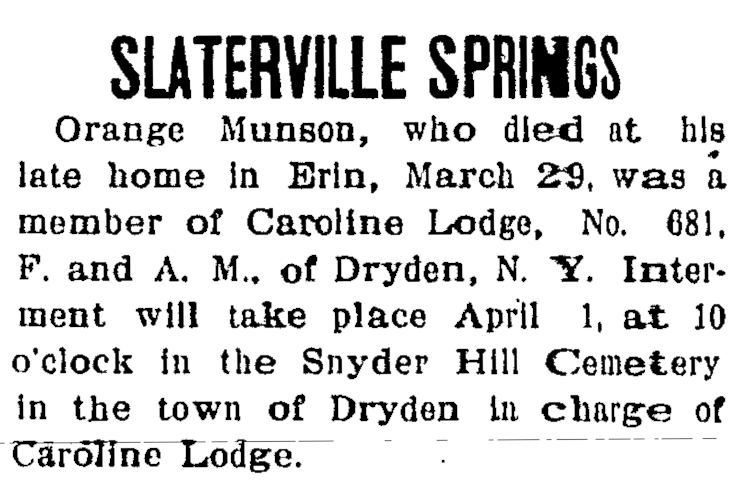 SLATERVILLE SPRINGS
Orange Munson, who died at his
late home in Erin, March 29, was a
member of Caroline Lodge, No. 681,
F. and A. M., of Dryden, N. Y. Inter-
ment will take place April 1, at 10
o'clock in the Snyder Hill Cemetery
in the town of Dryden in charge of
Caroline Lodge.